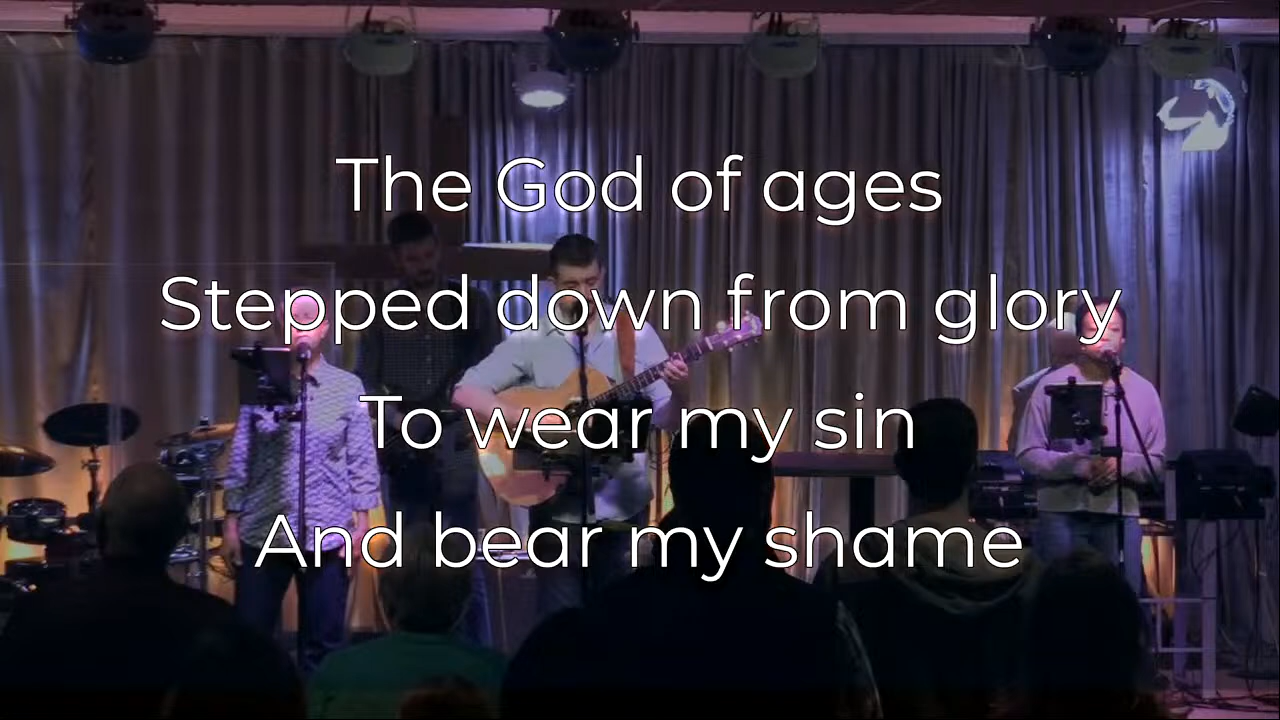 The God of ages
Stepped down from glory
To wear my sin
And bear my shame